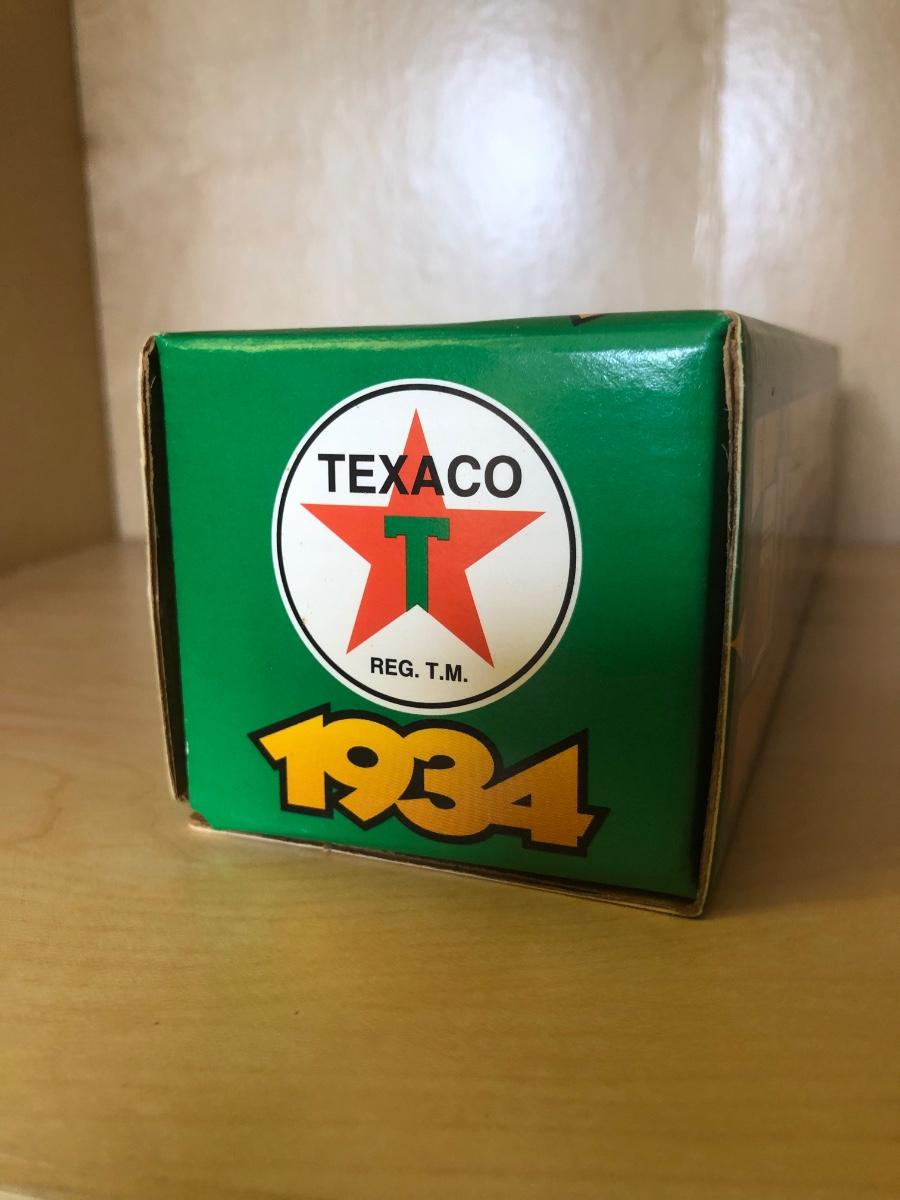 TEXACO
T
REG. T.M.
1934